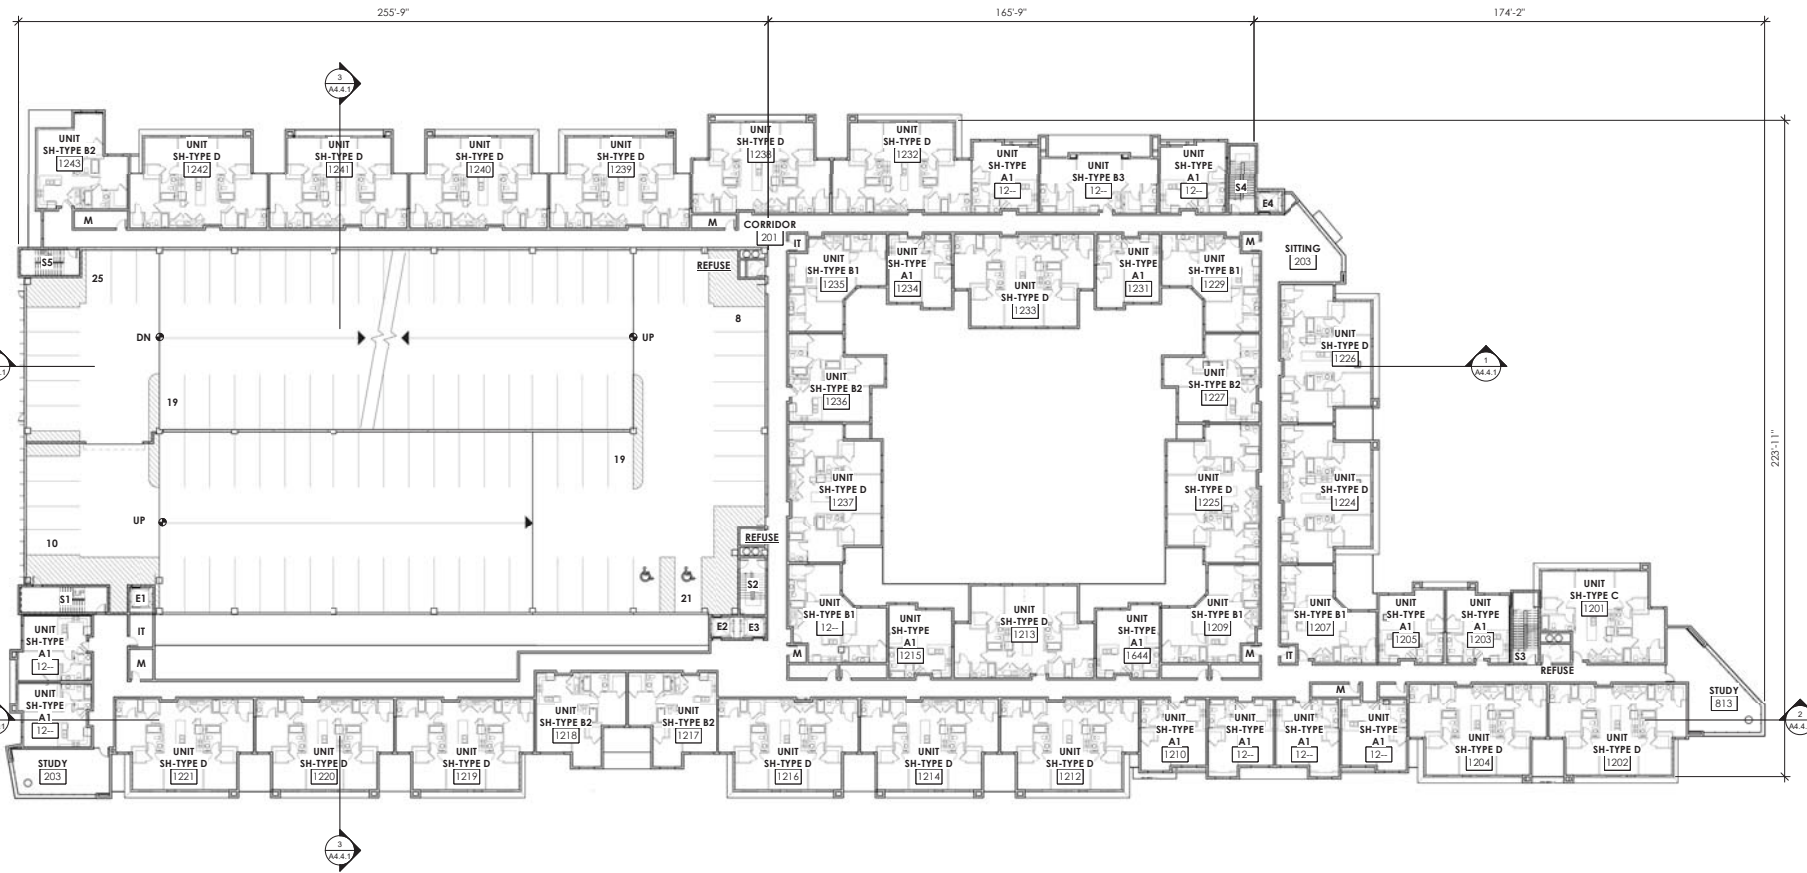 255'-9"
165'-9"
174'-2"
3
A4.4.1
UNIT
SH-TYPE B2
1243
UNIT
SH-TYPE D
1242
UNIT
SH-TYPE D
1241
UNIT
SH-TYPE D
1240
UNIT
SH-TYPE D
1239
UNIT
SH-TYPE D
1238
UNIT
SH-TYPE D
1232
UNIT
SH-TYPE
A1
12--
UNIT
SH-TYPE B3
12--
UNIT
SH-TYPE
A1
12--
S4
E4
M
M
CORRIDOR
201
IT
M
SITTING
203
S5
25
REFUSE
8
UNIT
SH-TYPE B1
1235
UNIT
SH-TYPE
A1
1234
UNIT
SH-TYPE D
1233
UNIT
SH-TYPE
A1
1231
UNIT
SH-TYPE B1
1229
DN
UP
UNIT
SH-TYPE D
1226
1
A4.4.1
19
UNIT
SH-TYPE B2
1236
UNIT
SH-TYPE B2
1227
223'-11"
19
UNIT
SH-TYPE D
1237
UNIT
SH-TYPE D
1225
UNIT
SH-TYPE D
1224
UP
10
REFUSE
S2
21
S1
E1
E2
E3
IT
M
UNIT
SH-TYPE B1
12--
M
UNIT
SH-TYPE
A1
1215
UNIT
SH-TYPE D
1213
UNIT
SH-TYPE
A1
1644
UNIT
SH-TYPE B1
1209
M
UNIT
SH-TYPE B1
1207
IT
UNIT
SH-TYPE
A1
1205
UNIT
SH-TYPE
A1
1203
S3
UNIT
SH-TYPE C
1201
REFUSE
UNIT
SH-TYPE
A1
12--
UNIT
SH-TYPE
A1
12--
STUDY
203
UNIT
SH-TYPE D
1221
UNIT
SH-TYPE D
1220
UNIT
SH-TYPE D
1219
UNIT
SH-TYPE B2
1218
UNIT
SH-TYPE B2
1217
UNIT
SH-TYPE D
1216
UNIT
SH-TYPE D
1214
UNIT
SH-TYPE D
1212
UNIT
SH-TYPE
A1
1210
UNIT
SH-TYPE
A1
12--
UNIT
SH-TYPE
A1
12--
M
UNIT
SH-TYPE
A1
12--
UNIT
SH-TYPE D
1204
UNIT
SH-TYPE D
1202
STUDY
813
2
A4.4.
3
A4.4.1